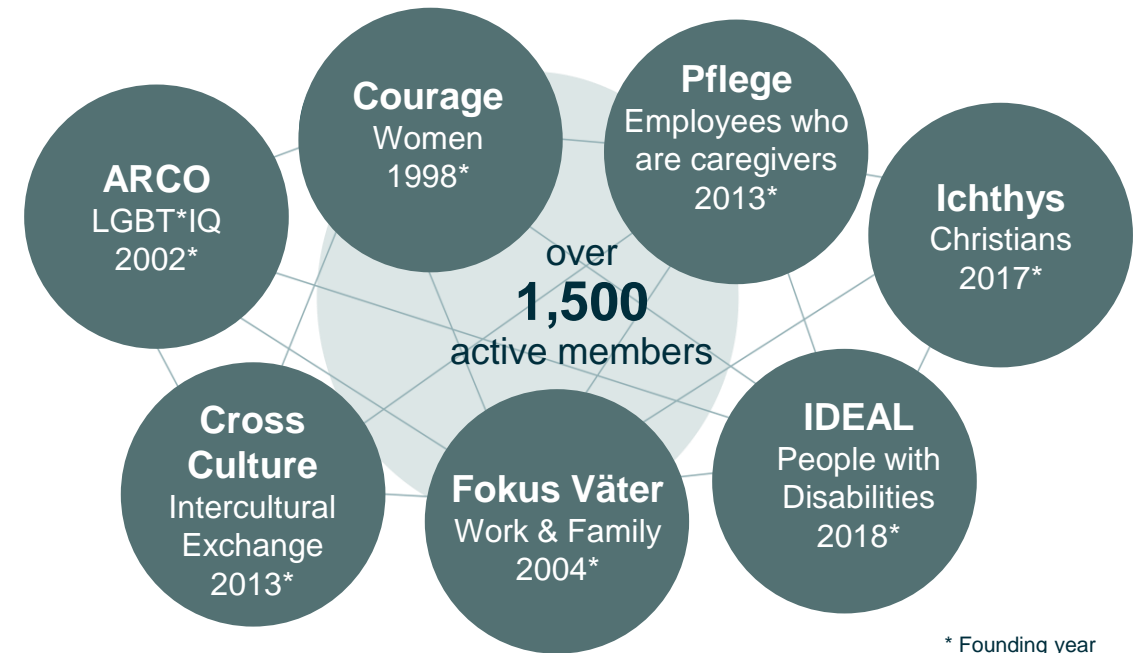 Courage
Women
1998*
Pflege
Employees who
are caregivers
2013*
ARCO
LGBT*IQ
2002*
Ichthys
Christians
2017*
over
1,500
active members
Cross
Culture
Intercultural
Exchange
2013*
Fokus Väter
Work & Family
2004*
IDEAL
People with
Disabilities
2018*
* Founding year